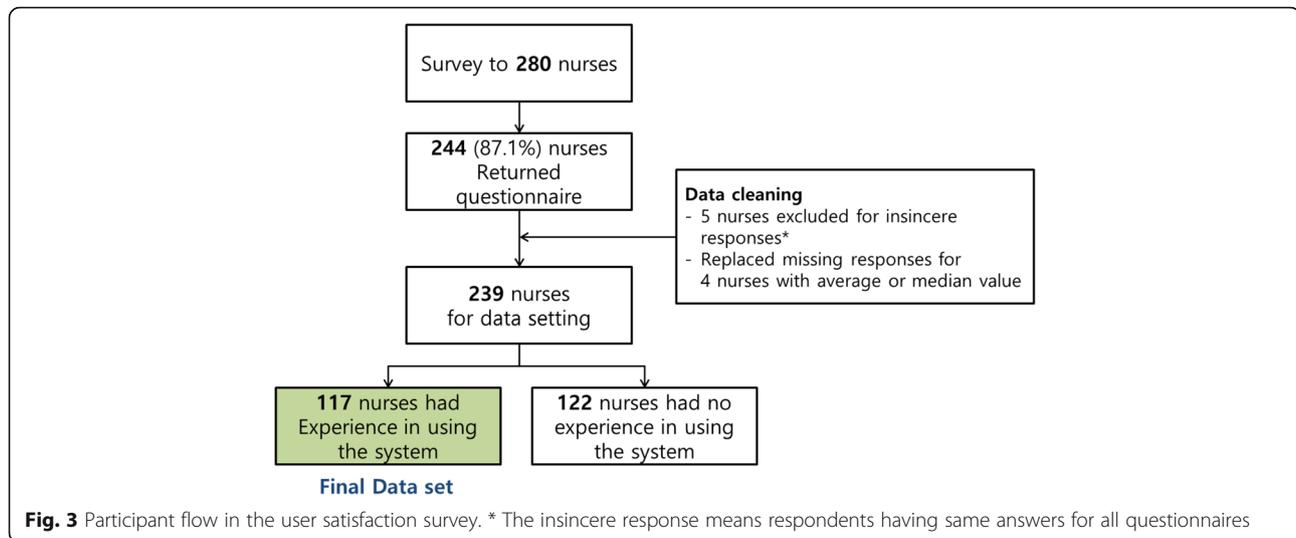 Survey to 280 nurses
244 (87.1%) nurses
Returned
questionnaire
Data cleaning
- 5 nurses excluded for insincere
responses*
- Replaced missing responses for
4 nurses with average or median value
239 nurses
for data setting
117 nurses had
Experience in using
the system
122 nurses had no
experience in using
the system
Final Data set
Fig. 3 Participant flow in the user satisfaction survey. * The insincere response means respondents having same answers for all questionnaires